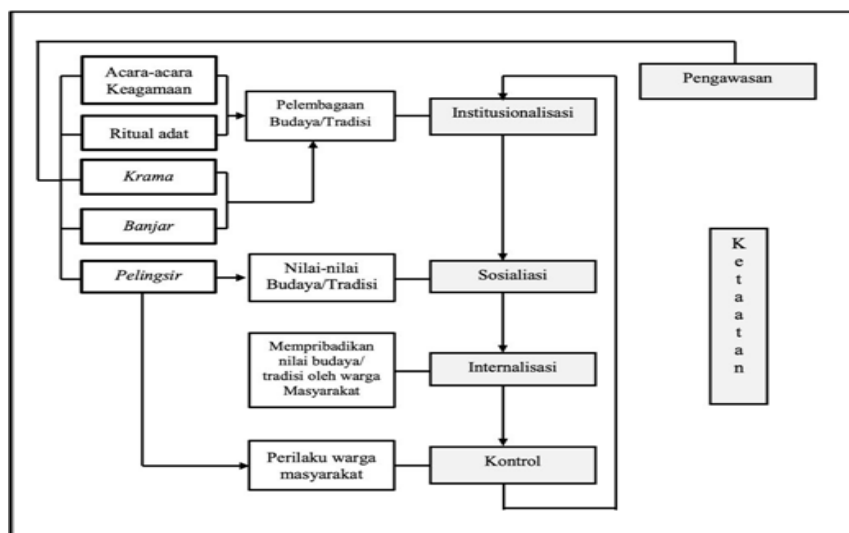 Acara-acara
Keagamaan
Ritual adat
Krama
Banjar
Pelingsir
Pelembagaan
Budaya/Tradisi
Nilai-nilai
Budaya/Tradisi
Mempribadikan
nilai budaya/
tradisi oleh warga
Masyarakat
Perilaku warga
masyarakat
Institusionalisasi
Sosialiasi
Internalisasi
Kontrol
Pengawasan
K
e
t
a
a
t
a
n